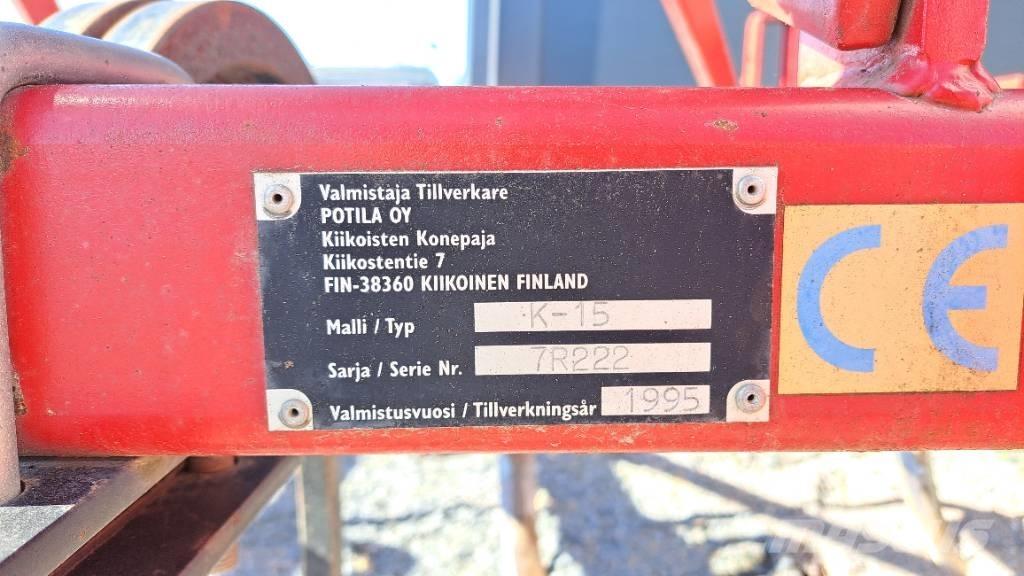 Valmistaja Tillverkare
POTILA OY
Kiikoisten Konepaja
Kiikostentie 7
FIN-38360 KIIKOINEN FINLAND
Malli / Typ K-15
Sarja / Serie Nr. 7R222
Valmistusvuosi / Tillverkningsår 1995
CE
mascus